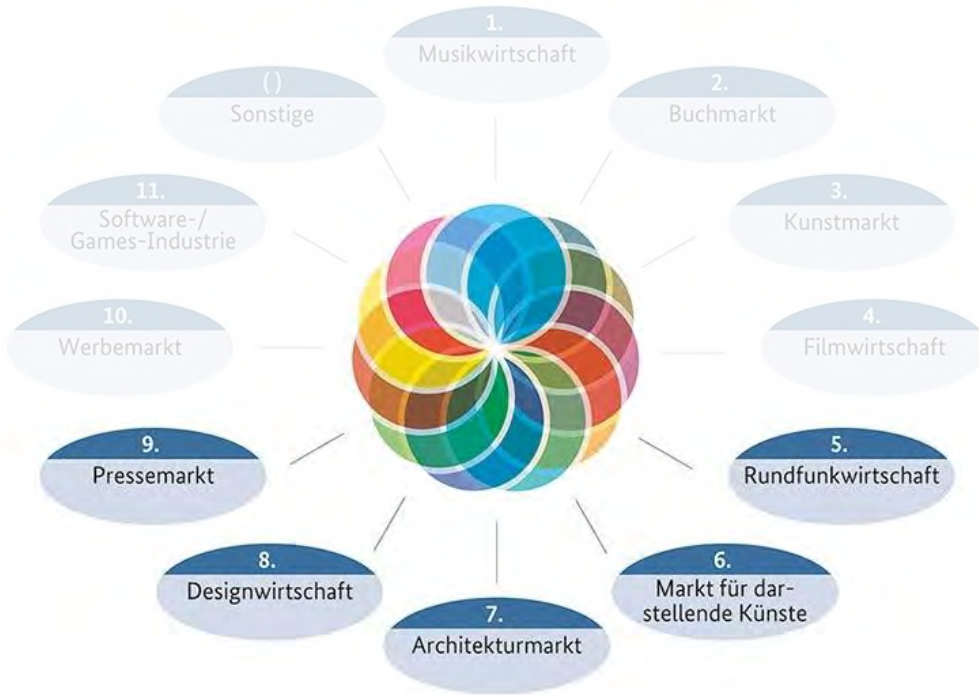 1.
Musikwirtschaft
2.
Buchmarkt
3.
Kunstmarkt
4.
Filmwirtschaft
5.
Rundfunkwirtschaft
6.
Markt für dar-
stellende Künste
7.
Architekturmarkt
8.
Designwirtschaft
9.
Pressemarkt
10.
Werbemarkt
11.
Software-/
Games-Industrie
( )
Sonstige